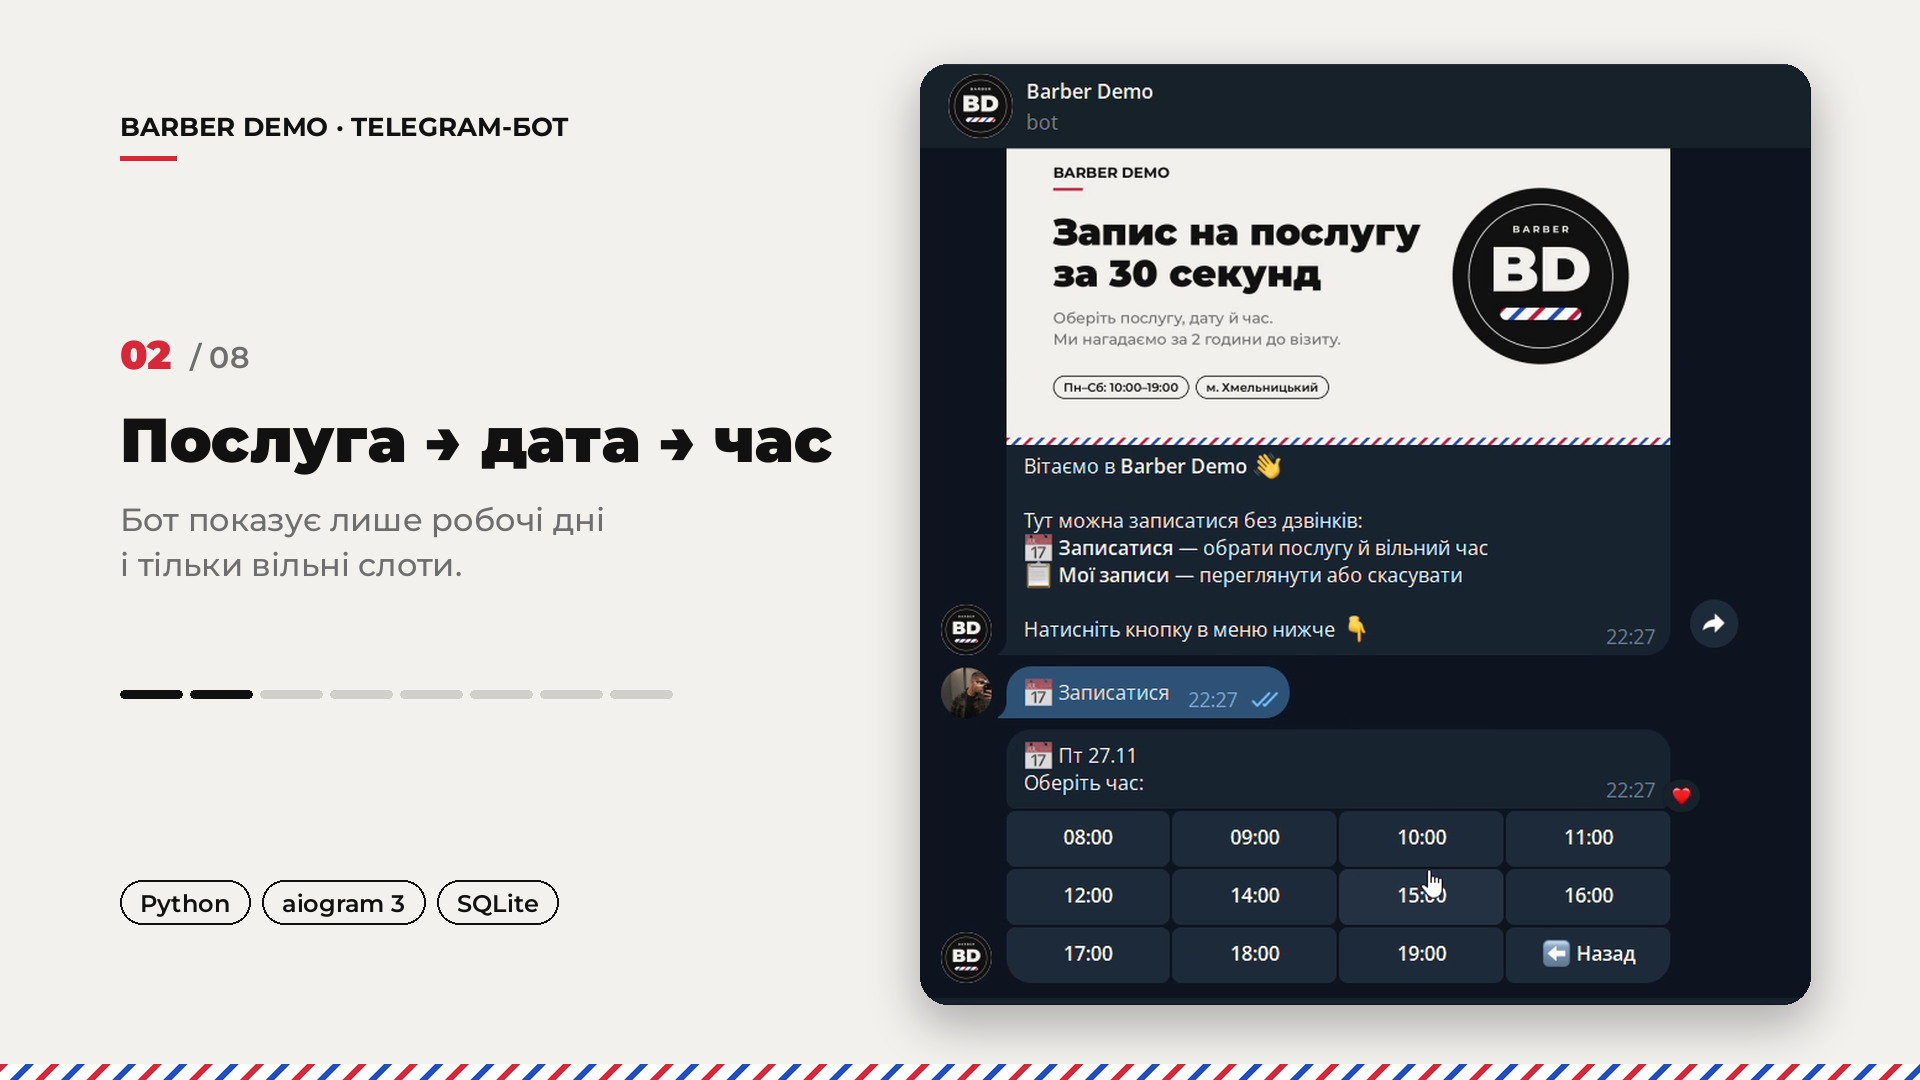 BARBER DEMO · TELEGRAM-БОТ
02 / 08
Послуга → дата → час
Бот показує лише робочі дні
і тільки вільні слоти.
Python
aiogram 3
SQLite
BD
Barber Demo
bot
BARBER DEMO
Запис на послугу
за 30 секунд
Оберіть послугу, дату й час.
Ми нагадаємо за 2 години до візиту.
Пн–Сб: 10:00–19:00
м. Хмельницький
BARBER
BD
Вітаємо в Barber Demo 👋
Тут можна записатися без дзвінків:
📅 Записатися — обрати послугу й вільний час
📋 Мої записи — переглянути або скасувати
Натисніть кнопку в меню нижче 👇
22:27
BD
📅 Записатися 22:27
📅 Пт 27.11
Оберіть час:
22:27
08:00 09:00 10:00 11:00
12:00 14:00 15:00 16:00
17:00 18:00 19:00 ⬅️ Назад
BD